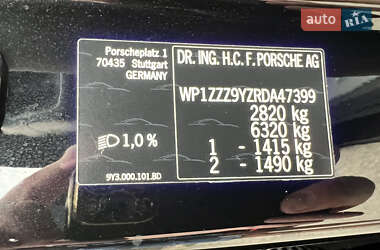 auto RIA
Porscheplatz 1
70435 Stuttgart
GERMANY
DR. ING. H.C. F. PORSCHE AG
WP1ZZZ9YZRDA47399
2820 kg
6320 kg
1 - 1415 kg
2 - 1490 kg
1,0 %
9Y3.000.101.BD